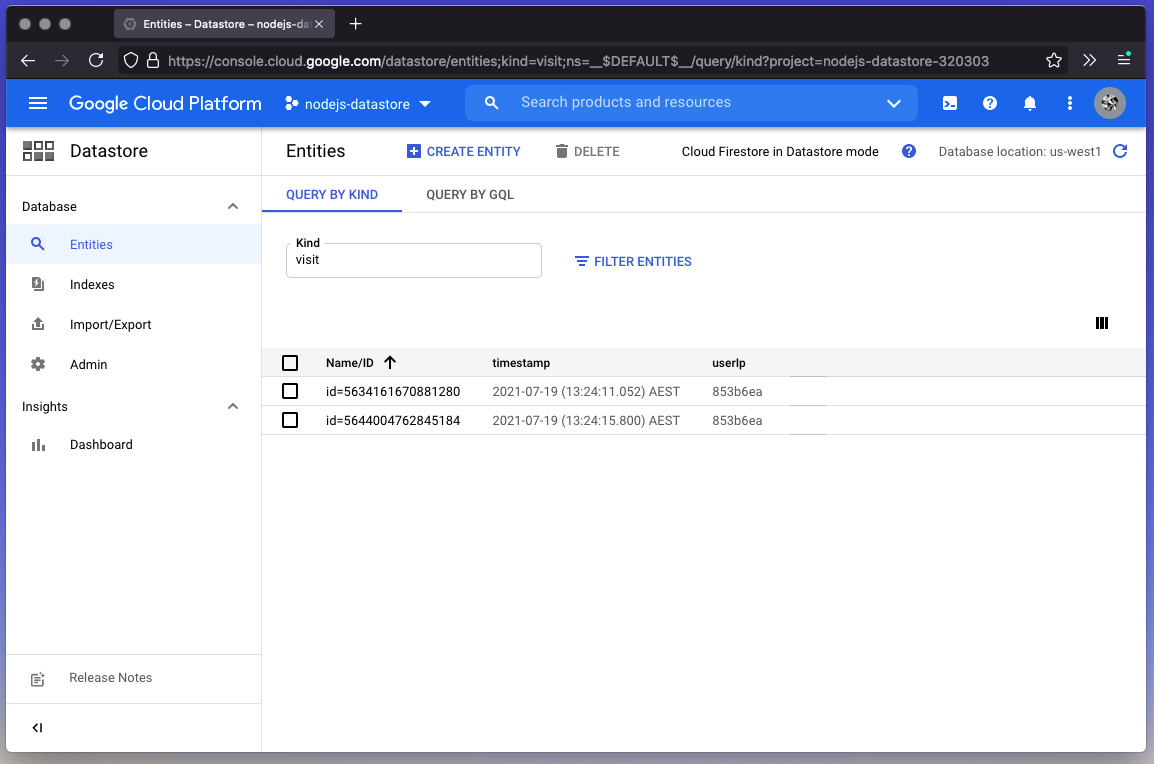 Entities – Datastore – nodejs-da
https://console.cloud.google.com/datastore/entities;kind=visit;ns=__$DEFAULT$__/query/kind?project=nodejs-datastore-320303
Google Cloud Platform
nodejs-datastore
Search products and resources
Datastore
Entities
CREATE ENTITY
DELETE
Cloud Firestore in Datastore mode
Database location: us-west1
Database
Entities
Indexes
Import/Export
Admin
Insights
Dashboard
Release Notes
QUERY BY KIND
QUERY BY GQL
Kind
visit
FILTER ENTITIES
Name/ID timestamp userIp
id=5634161670881280 2021-07-19 (13:24:11.052) AEST 853b6ea
id=5644004762845184 2021-07-19 (13:24:15.800) AEST 853b6ea